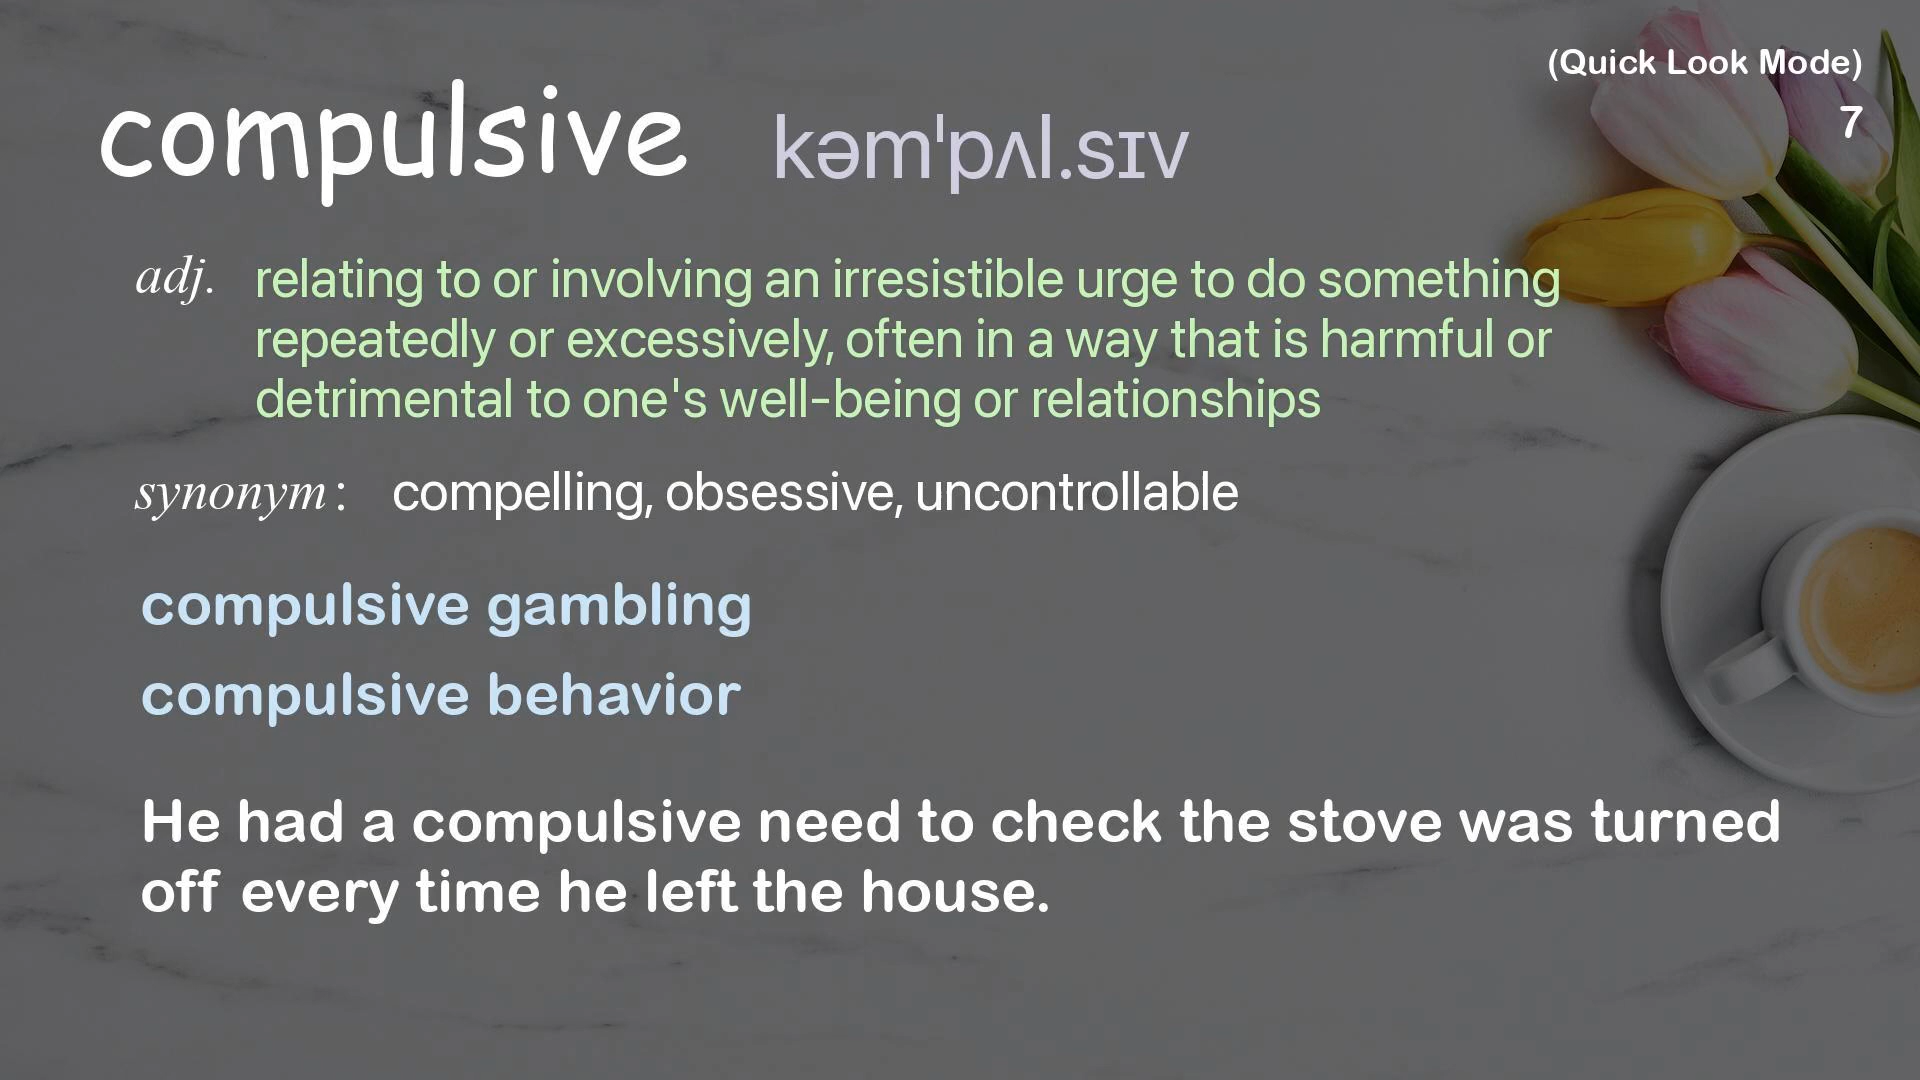 (Quick Look Mode)
7
compulsive kəmˈpʌl.sɪv
adj. relating to or involving an irresistible urge to do something
repeatedly or excessively, often in a way that is harmful or
detrimental to one's well-being or relationships
synonym: compelling, obsessive, uncontrollable
compulsive gambling
compulsive behavior
He had a compulsive need to check the stove was turned
off every time he left the house.